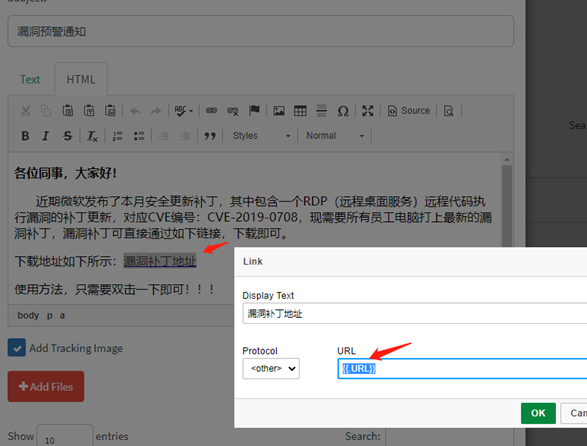 Subject:
漏洞预警通知
Text
HTML
Source
Sea
B I S Tx
Styles
Normal
各位同事，大家好！
近期微软发布了本月安全更新补丁，其中包含一个RDP（远程桌面服务）远程代码执
行漏洞的补丁更新，对应CVE编号：CVE-2019-0708，现需要所有员工电脑打上最新的漏
洞补丁，漏洞补丁可直接通过如下链接，下载即可。
下载地址如下所示：漏洞补丁地址
使用方法，只需要双击一下即可！！！
body p a
Link
Display Text
漏洞补丁地址
Protocol
URL
<other>
{{.URL}}
Add Tracking Image
+ Add Files
OK
Can
Show 10 entries
Search: